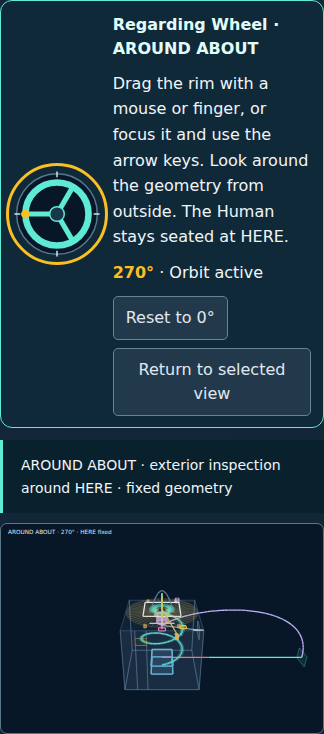 Regarding Wheel ·
AROUND ABOUT
Drag the rim with a
mouse or finger, or
focus it and use the
arrow keys. Look around
the geometry from
outside. The Human
stays seated at HERE.
270° · Orbit active
Reset to 0°
Return to selected
view
AROUND ABOUT · exterior inspection
around HERE · fixed geometry
AROUND ABOUT · 270° · HERE fixed